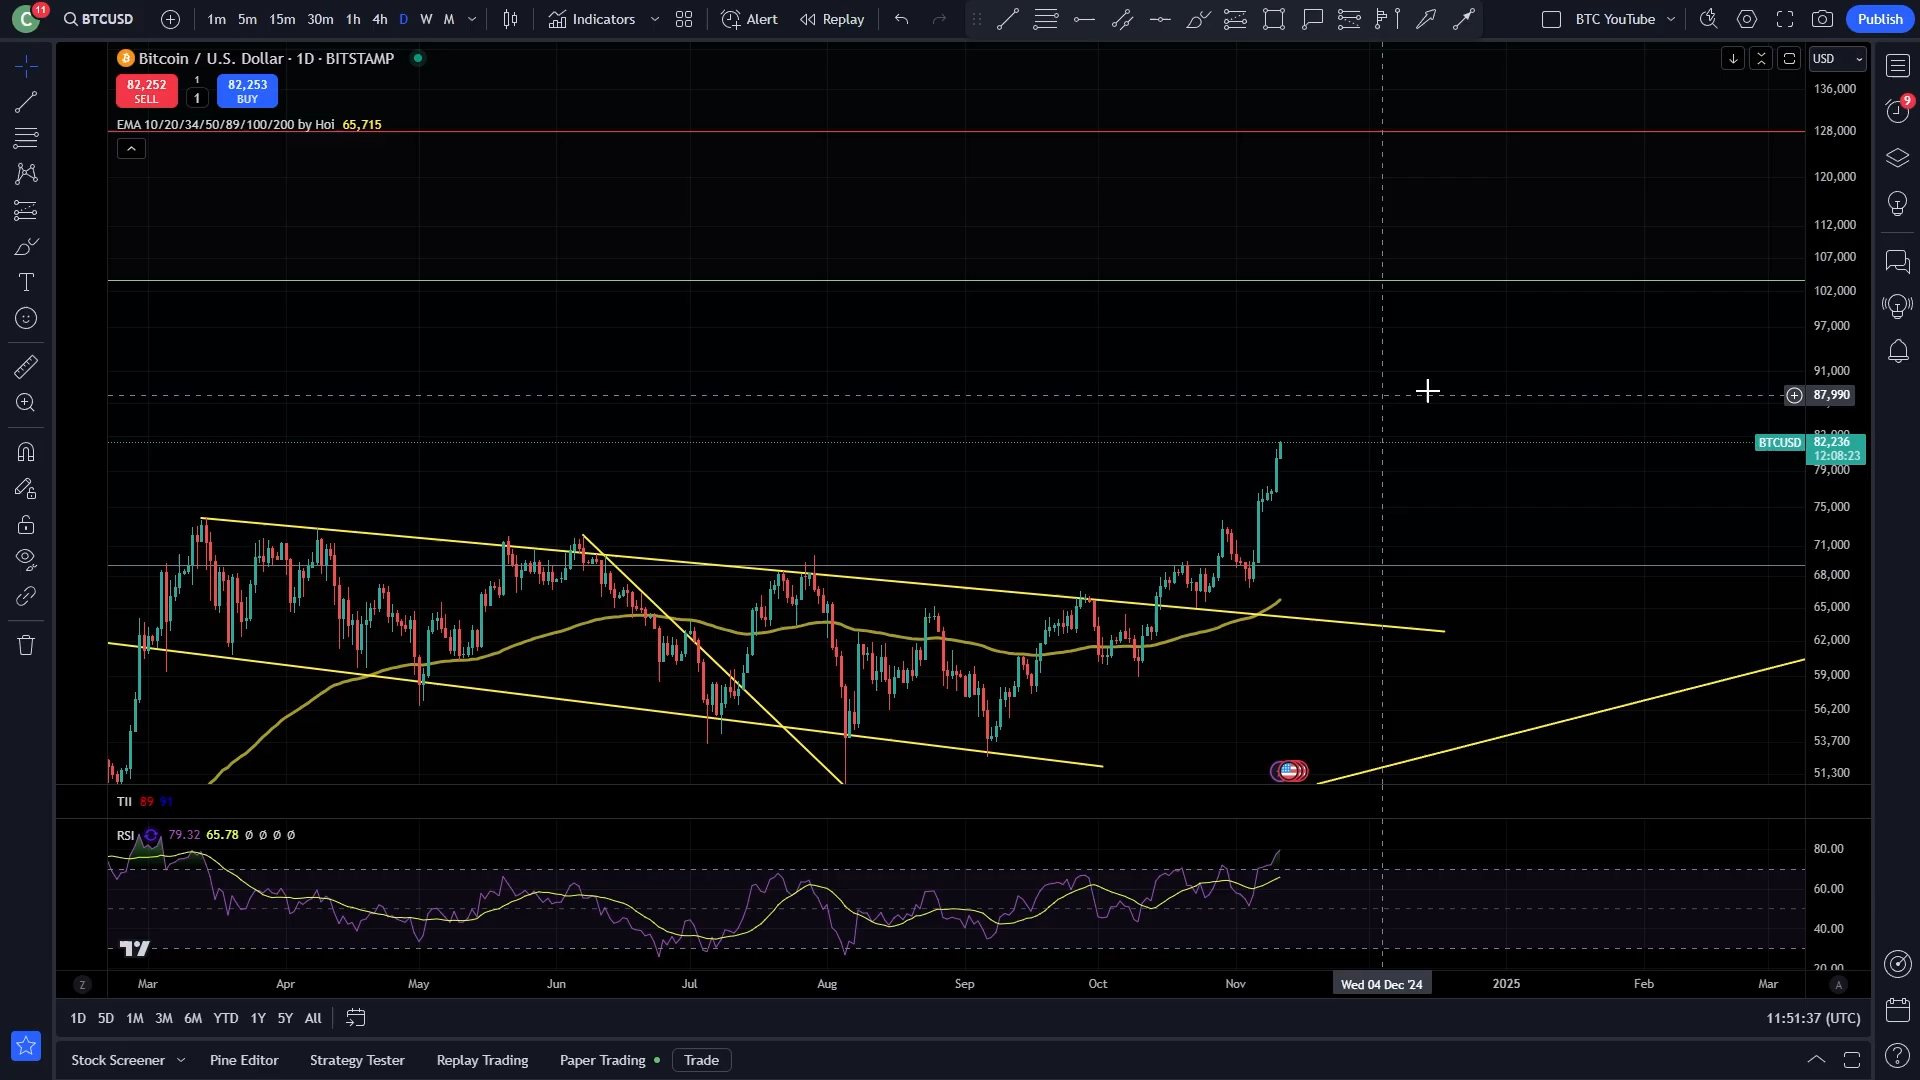 C 11 BTCUSD 1m 5m 15m 30m 1h 4h D W M Indicators Alert Replay BTC YouTube Publish
Bitcoin / U.S. Dollar · 1D · BITSTAMP
USD
82,252 SELL 1 1 82,253 BUY
EMA 10/20/34/50/89/100/200 by Hoi 65,715
136,000
9
128,000
120,000
112,000
107,000
102,000
97,000
91,000
87,990
BTCUSD 82,236
12:08:23
79,000
75,000
71,000
68,000
65,000
62,000
59,000
56,200
53,700
51,300
TII 89 91
RSI 79.32 65.78 Ø Ø Ø Ø
80.00
60.00
40.00
20.00
Z Mar Apr May Jun Jul Aug Sep Oct Nov Wed 04 Dec '24 2025 Feb Mar A
1D 5D 1M 3M 6M YTD 1Y 5Y All 11:51:37 (UTC)
Stock Screener Pine Editor Strategy Tester Replay Trading Paper Trading Trade